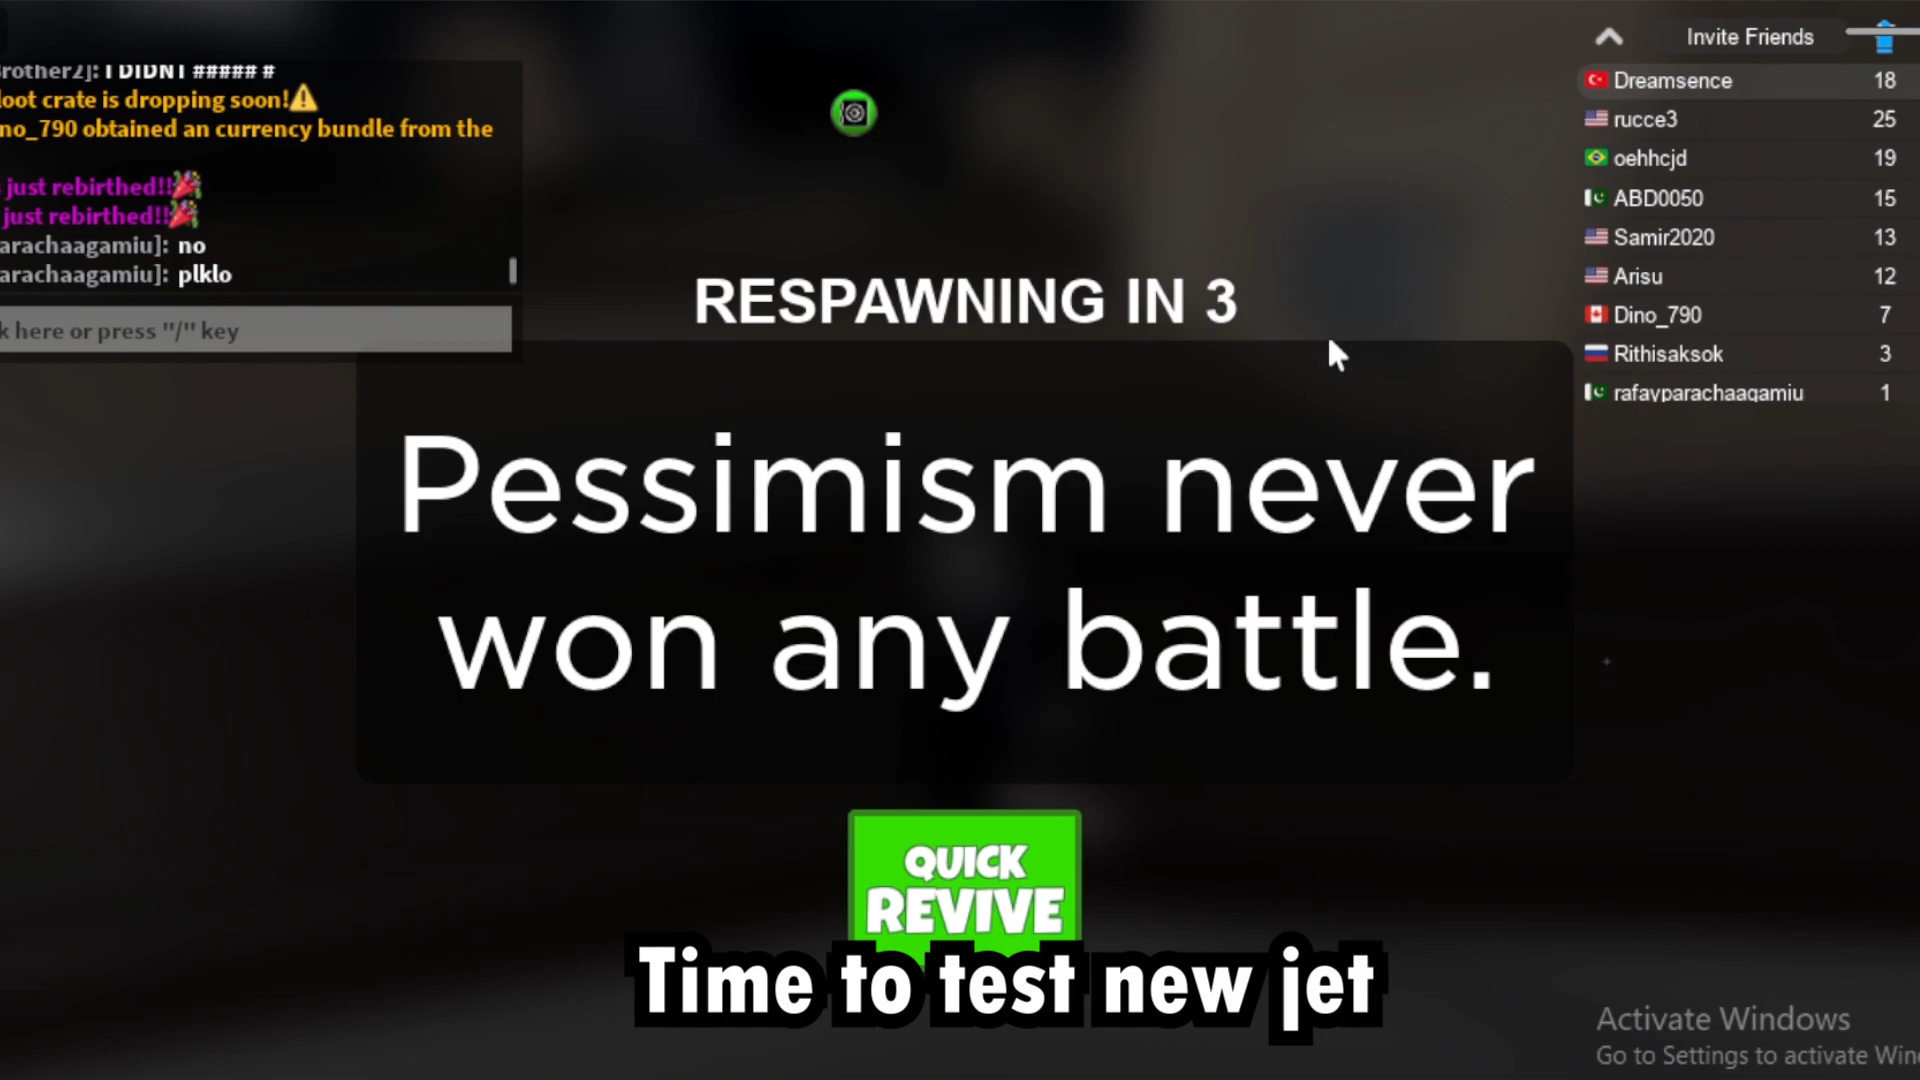 rother2]: I DIDNT ##### #
loot crate is dropping soon!⚠️
no_790 obtained an currency bundle from the
just rebirthed!!🎉
just rebirthed!!🎉
arachaagamiu]: no
arachaagamiu]: plklo
k here or press "/" key
Invite Friends
Dreamsence 18
rucce3 25
oehhcjd 19
ABD0050 15
Samir2020 13
Arisu 12
Dino_790 7
Rithisaksok 3
rafayparachaagamiu 1
RESPAWNING IN 3
Pessimism never
won any battle.
QUICK
REVIVE
Time to test new jet
Activate Windows
Go to Settings to activate Win